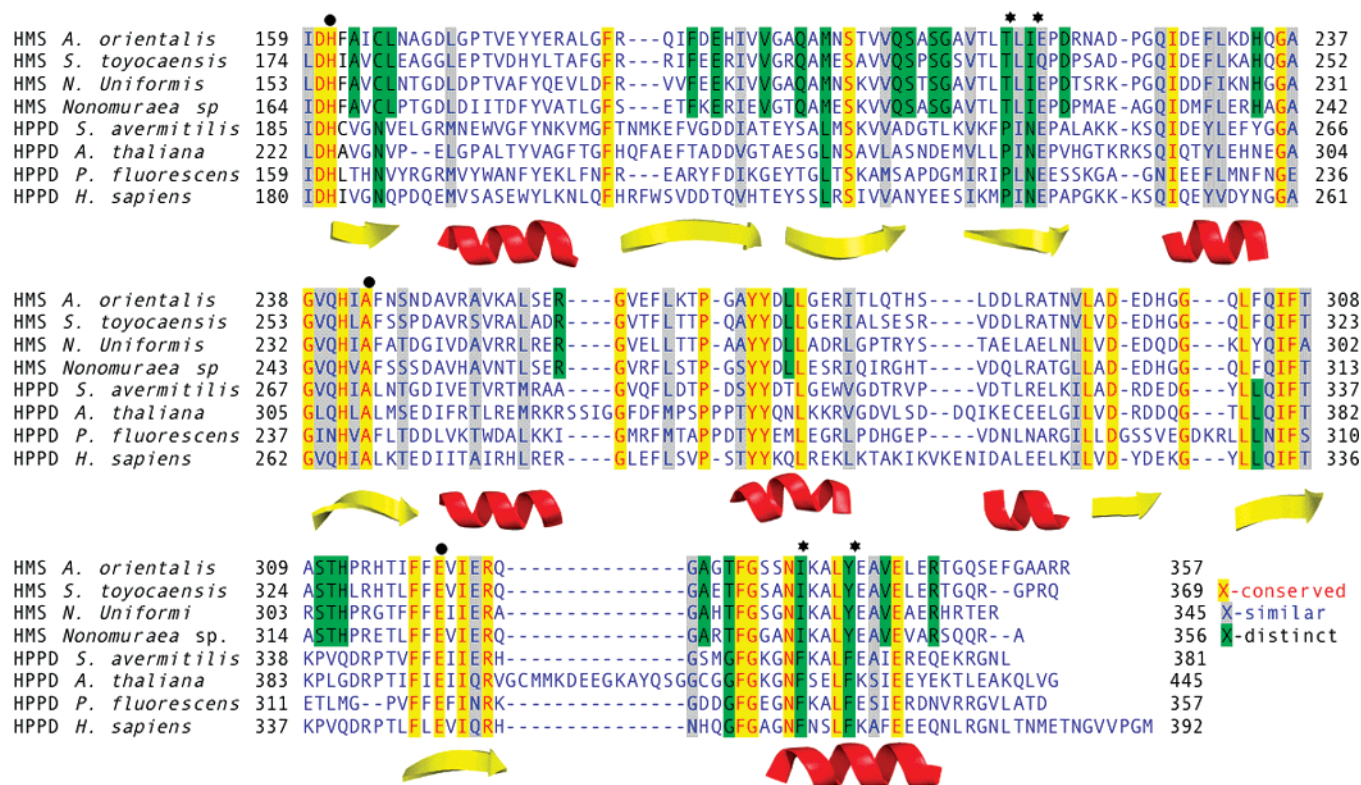 HMS A. orientalis 159 IDHFAICLNAGDLGPTVEYYERALGFR---QIFDEHIVVGAQAMNSTVVQSASGAVTLTLIEPDRNAD-PGQIDEFLKDHQGA 237
HMS S. toyocaensis 174 LDHIAVCLEAGGLEPTVDHYLTAFGFR---RIFEERIVVGRQAMESAVVQSPSGSVTLTLIQPDPSAD-PGQIDEFLKAHQGA 252
HMS N. Uniformis 153 LDHFAVCLNTGDLDPTVAFYQEVLDFR---VVFEEKIVVGAQAMNSTVVQSTSGSVTLTLIEPDTSRK-PGQIDDFIKNHGGA 231
HMS Nonomuraea sp 164 IDHFAVCLPTGDLDIITDFYVATLGFS---ETFKERIEVGTQAMESKVVQSASGAVTLTLIEPDPMAE-AGQIDMFLERHAGA 242
HPPD S. avermitilis 185 IDHCVGNVELGRMNEWVGFYNKVMGFTNMKEFVGDDIATEYSALMSKVVADGTLKVKFPINEPALAKK-KSQIDEYLEFYGGA 266
HPPD A. thaliana 222 LDHAVGNVP--ELGPALTYVAGFTGFHQFAEFTADDVGTAESGLNSAVLASNDEMVLLPINEPVHGTKRKSQIQTYLEHNEGA 304
HPPD P. fluorescens 159 IDHLTHNVYRGRMVYWANFYEKLFNFR---EARYFDIKGEYTGLTSKAMSAPDGMIRIPLNEESSKGA--GNIEEFLMNFNGE 236
HPPD H. sapiens 180 IDHIVGNQPDQEMVSASEWYLKNLQFHRFWSVDDTQVHTEYSSLRSIVVANYEESIKMPINEPAPGKK-KSQIQEYVDYNGGA 261
HMS A. orientalis 238 GVQHIAFNSNDAVRAVKALSER----GVEFLKTP-GAYYDLLGERITLQTHS----LDDLRATNVLAD-EDHGG---QLFQIFT 308
HMS S. toyocaensis 253 GVQHLAFSSPDAVRSVRALADR----GVTFLTTP-QAYYDLLGERIALSESR----VDDLRATNVLVD-EDHGG---QLFQIFT 323
HMS N. Uniformis 232 GVQHIAFATDGIVDAVRRLRER----GVELLTTP-PAYYDLLADRLGPTRYS----TAELAELNLLVD-EDQDG---KLYQIFA 302
HMS Nonomuraea sp 243 GVQHVAFSSSDAVHAVNTLSER----GVRFLSTP-GTYYDLLESRIQIRGHT----VDQLRATGLLVD-EDHGG---QLFQIFT 313
HPPD S. avermitilis 267 GVQHIALNTGDIVETVRTMRAA----GVQFLDTP-DSYYDTLGEWVGDTRVP----VDTLRELKILAD-RDEDG---YLLQIFT 337
HPPD A. thaliana 305 GLQHLALMSEDIFRTLREMRKRSSIGGFDFMPSPPPTYYQNLKKRVGDVLSD--DQIKECEELGILVD-RDDQG---TLLQIFT 382
HPPD P. fluorescens 237 GINHVAFLTDDLVKTWDALKKI----GMRFMTAPPDTYYEMLEGRLPDHGEP----VDNLNARGILLDGSSVEGDKRLLLNIFS 310
HPPD H. sapiens 262 GVQHIALKTEDIITAIRHLRER----GLEFLSVP-STYYKQLREKLKTAKIKVKENIDALEELKILVD-YDEKG---YLLQIFT 336
HMS A. orientalis 309 ASTHPRHTIFFEVIERQ---------------GAGTFGSSNIKALYEAVELERTGQSEFGAARR 357
HMS S. toyocaensis 324 ASTHLRHTLFFEVIERQ---------------GAETFGSANIKALYEAVELERTGQR--GPRQ 369 X-conserved
HMS N. Uniformi 303 RSTHPRGTFFFEVIERQ---------------GAHTFGSGNIKALYEAVEAERHRTER 345 X-similar
HMS Nonomuraea sp. 314 ASTHPRETLFFEVIERA---------------GARTFGGANIKALYEAVEVARSQQR--A 356 X-distinct
HPPD S. avermitilis 338 KPVQDRPTVFFEIIERH---------------GSMGFGKGNFKALFEAIEREQEKRGNL 381
HPPD A. thaliana 383 KPLGDRPTIFIEIIQRVGCMMKDEEGKAYQSGGCGGFGKGNFSELFKSIEEYEKTLEAKQLVG 445
HPPD P. fluorescens 311 ETLMG--PVFFEFINRK---------------GDDGFGEGNFKALFESIERDNVRRGVLATD 357
HPPD H. sapiens 337 KPVQDRPTLFLEVIQRH---------------NHQGFGAGNFNSLFKAFEEEQNLRGNLTNMETNGVVPGM 392